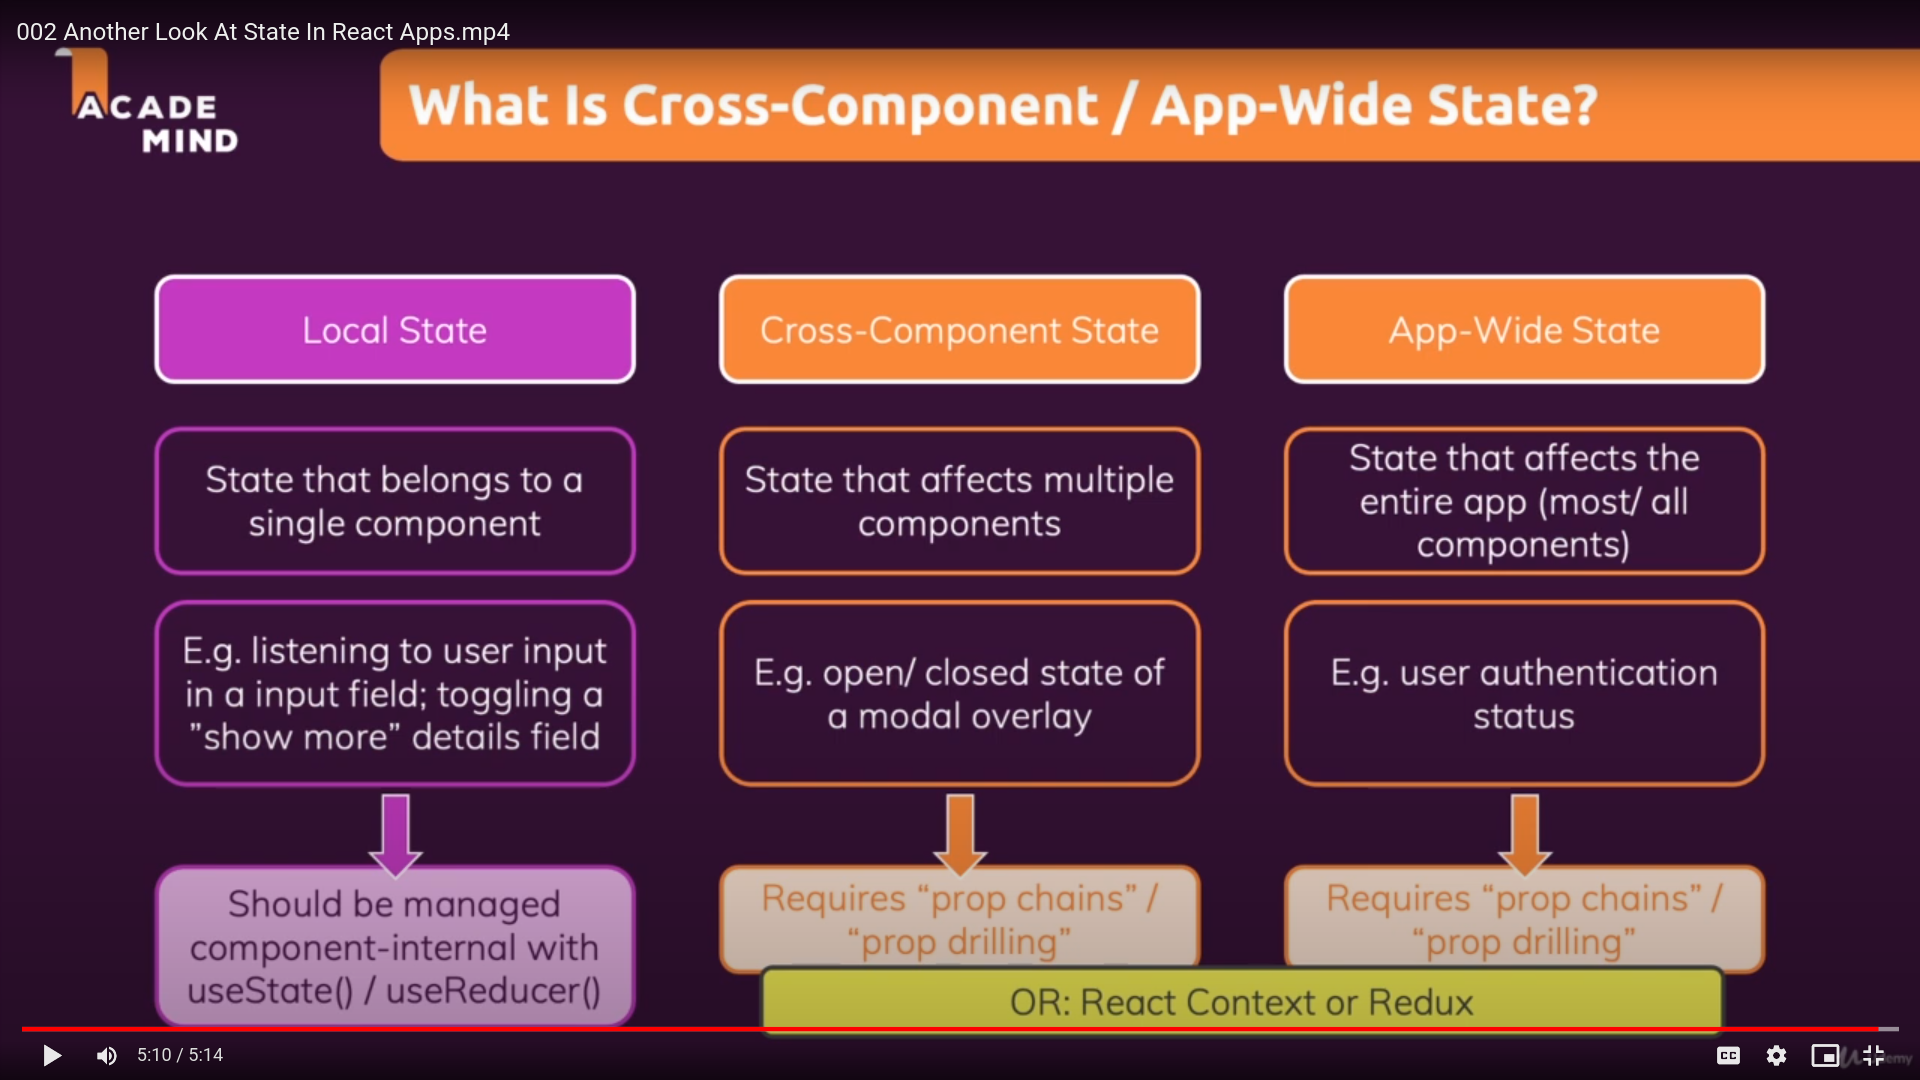 002 Another Look At State In React Apps.mp4
ACADE
MIND
What Is Cross-Component / App-Wide State?
Local State
State that belongs to a
single component
E.g. listening to user input
in a input field; toggling a
”show more” details field
Should be managed
component-internal with
useState() / useReducer()
Cross-Component State
State that affects multiple
components
E.g. open/ closed state of
a modal overlay
Requires “prop chains” /
“prop drilling”
App-Wide State
State that affects the
entire app (most/ all
components)
E.g. user authentication
status
Requires “prop chains” /
“prop drilling”
OR: React Context or Redux
5:10 / 5:14
CC